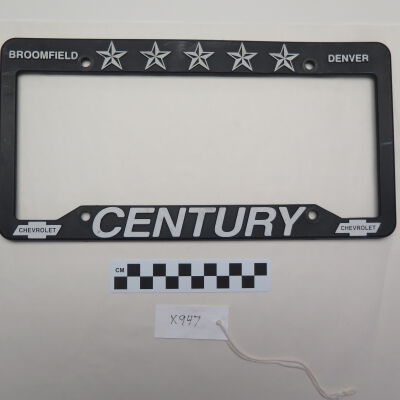 BROOMFIELD DENVER
CENTURY
CHEVROLET CHEVROLET
CM
X947